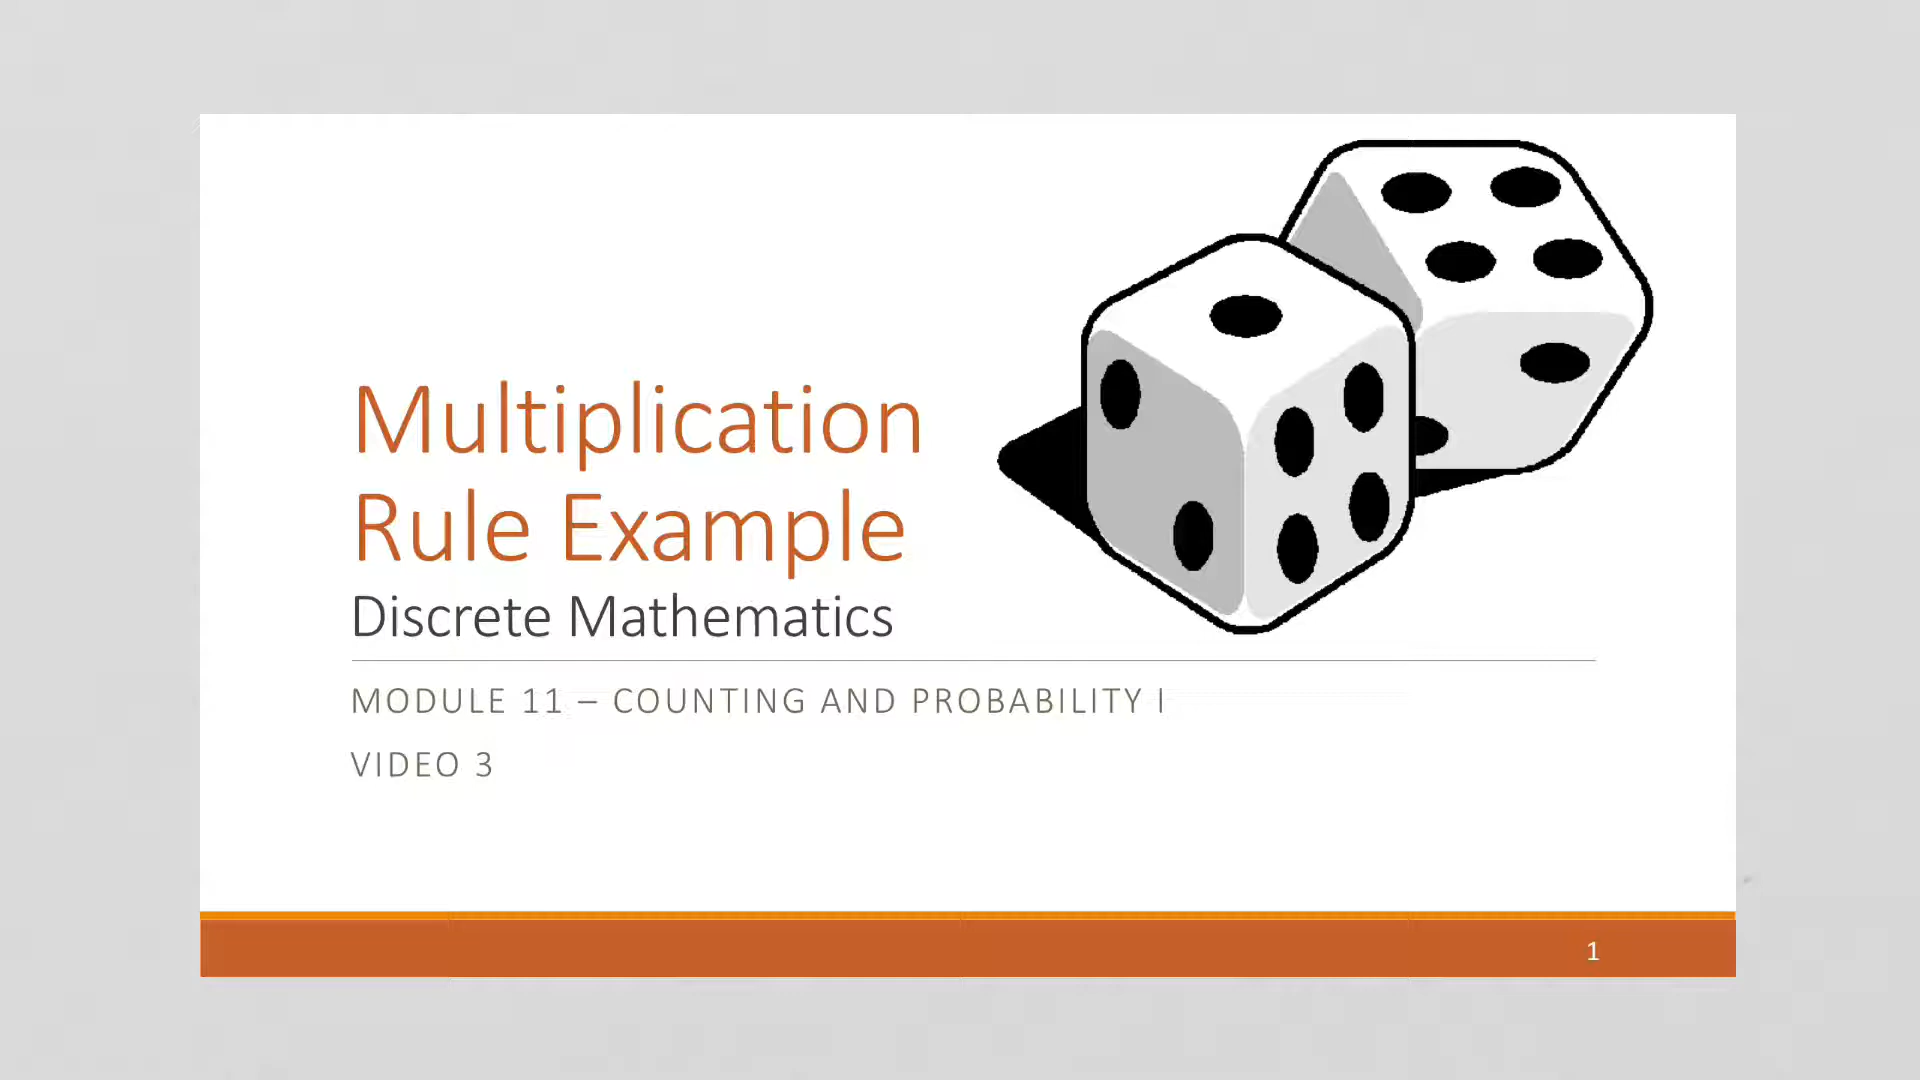 Multiplication
Rule Example
Discrete Mathematics
MODULE 11 – COUNTING AND PROBABILITY I
VIDEO 3
1